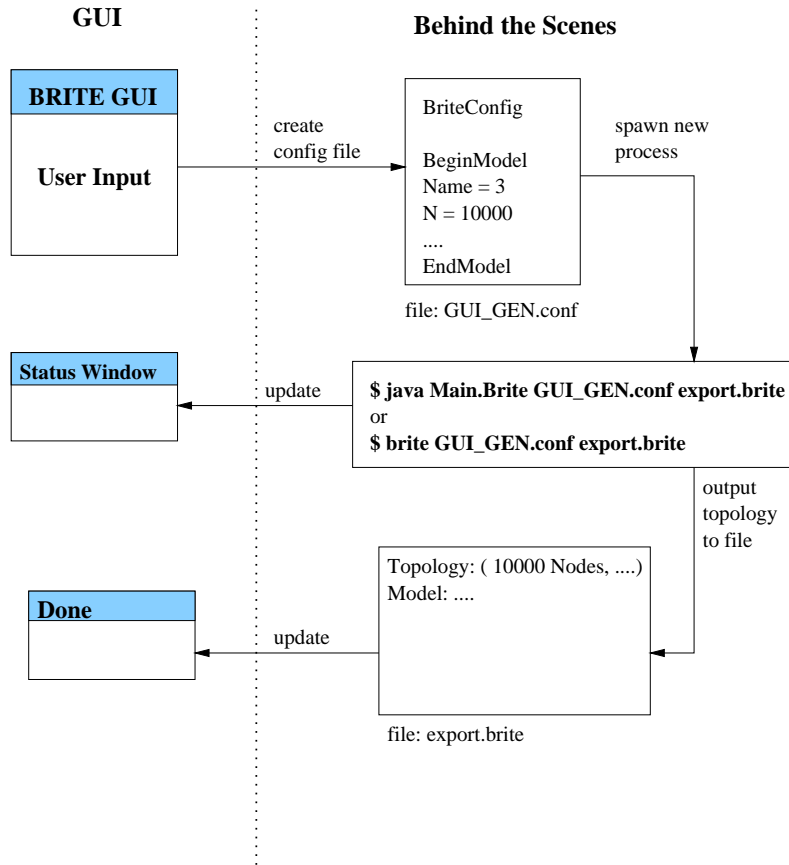 GUI
Behind the Scenes
BRITE GUI
User Input
create
config file
BriteConfig
BeginModel
Name = 3
N = 10000
....
EndModel
file: GUI_GEN.conf
spawn new
process
Status Window
update
$ java Main.Brite GUI_GEN.conf export.brite
or
$ brite GUI_GEN.conf export.brite
output
topology
to file
Topology: ( 10000 Nodes, ....)
Model: ....
Done
update
file: export.brite